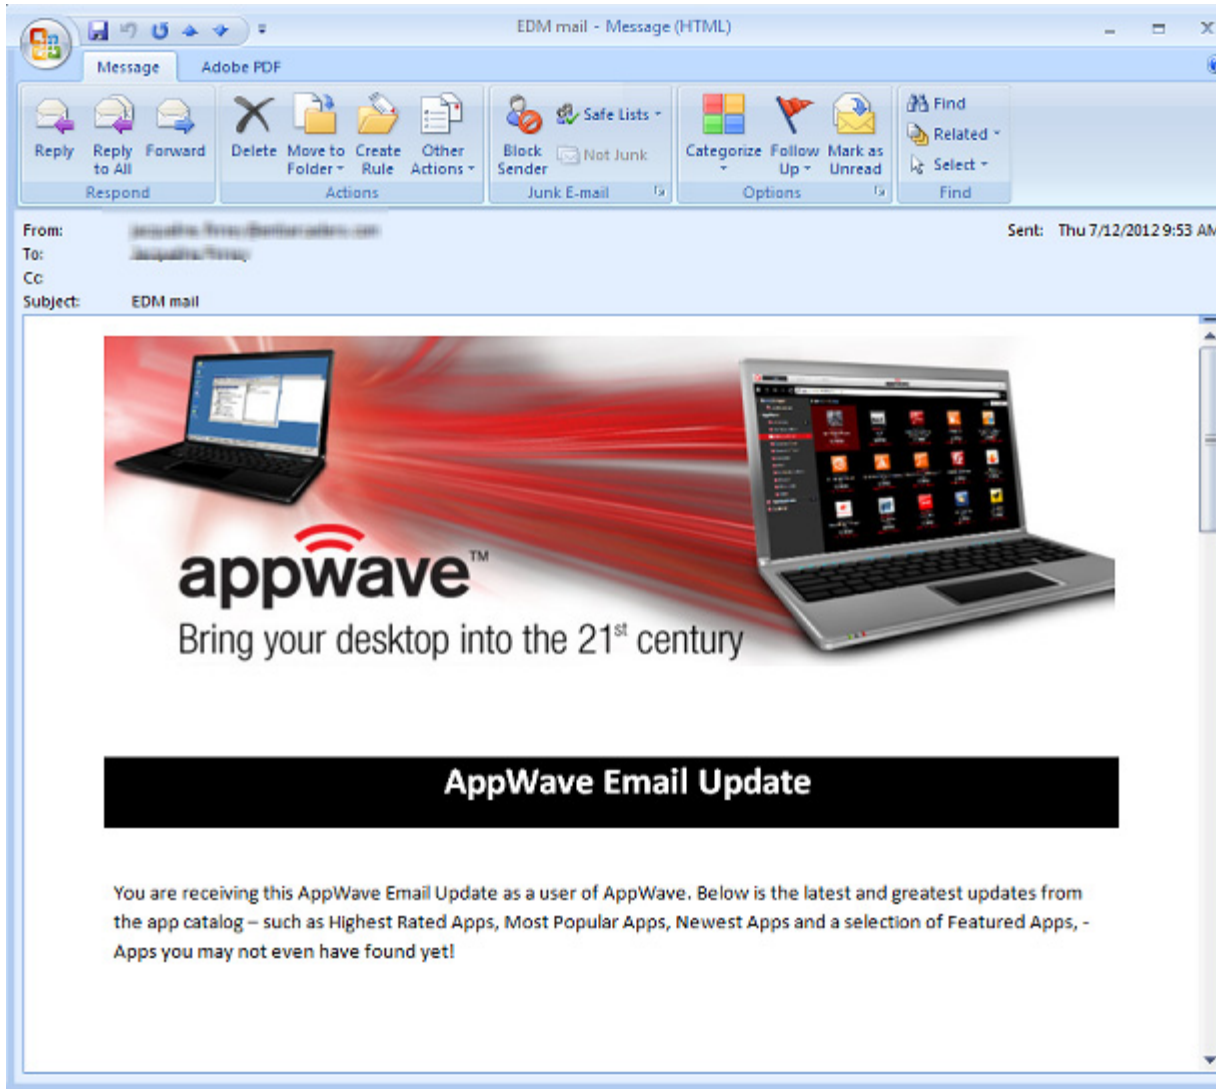 EDM mail - Message (HTML)
Message Adobe PDF
Reply Reply to All Forward Delete Move to Folder Create Rule Other Actions Block Sender Safe Lists Not Junk Categorize Follow Up Mark as Unread Find Related Select
Respond Actions Junk E-mail Options Find
From: Sent: Thu 7/12/2012 9:53 AM
To:
Cc:
Subject: EDM mail
appwave™
Bring your desktop into the 21st century
AppWave Email Update
You are receiving this AppWave Email Update as a user of AppWave. Below is the latest and greatest updates from
the app catalog – such as Highest Rated Apps, Most Popular Apps, Newest Apps and a selection of Featured Apps, -
Apps you may not even have found yet!